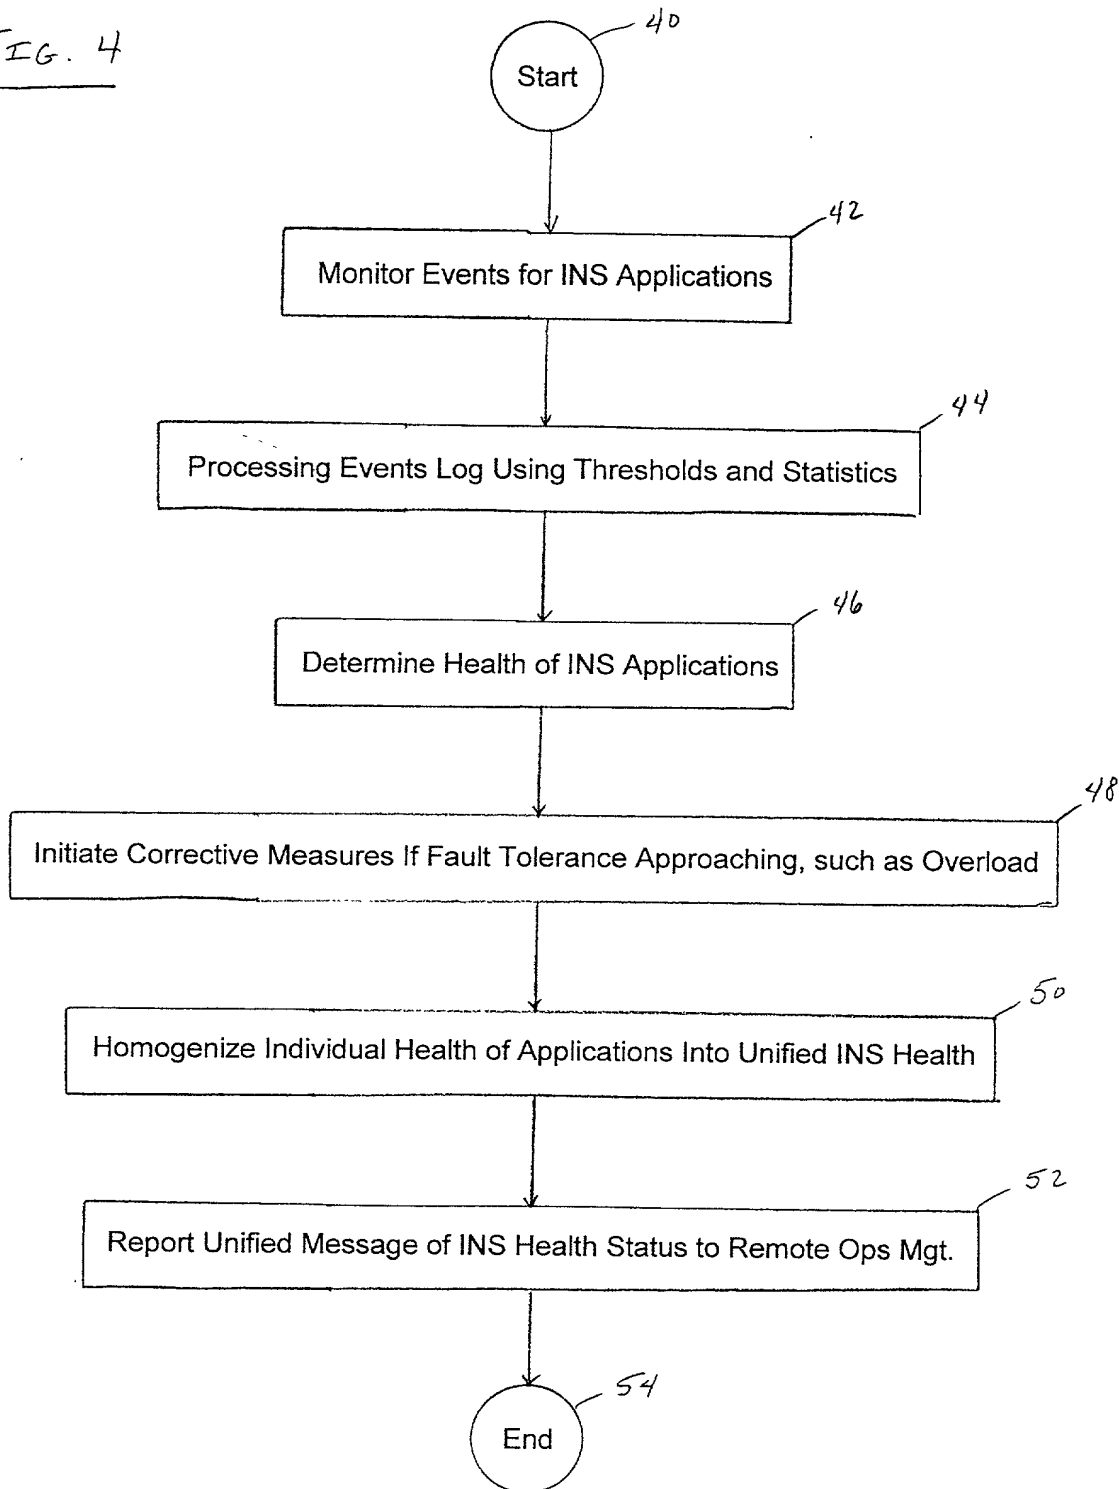 FIG. 4
40
Start
42
Monitor Events for INS Applications
44
Processing Events Log Using Thresholds and Statistics
46
Determine Health of INS Applications
48
Initiate Corrective Measures If Fault Tolerance Approaching, such as Overload
50
Homogenize Individual Health of Applications Into Unified INS Health
52
Report Unified Message of INS Health Status to Remote Ops Mgt.
54
End